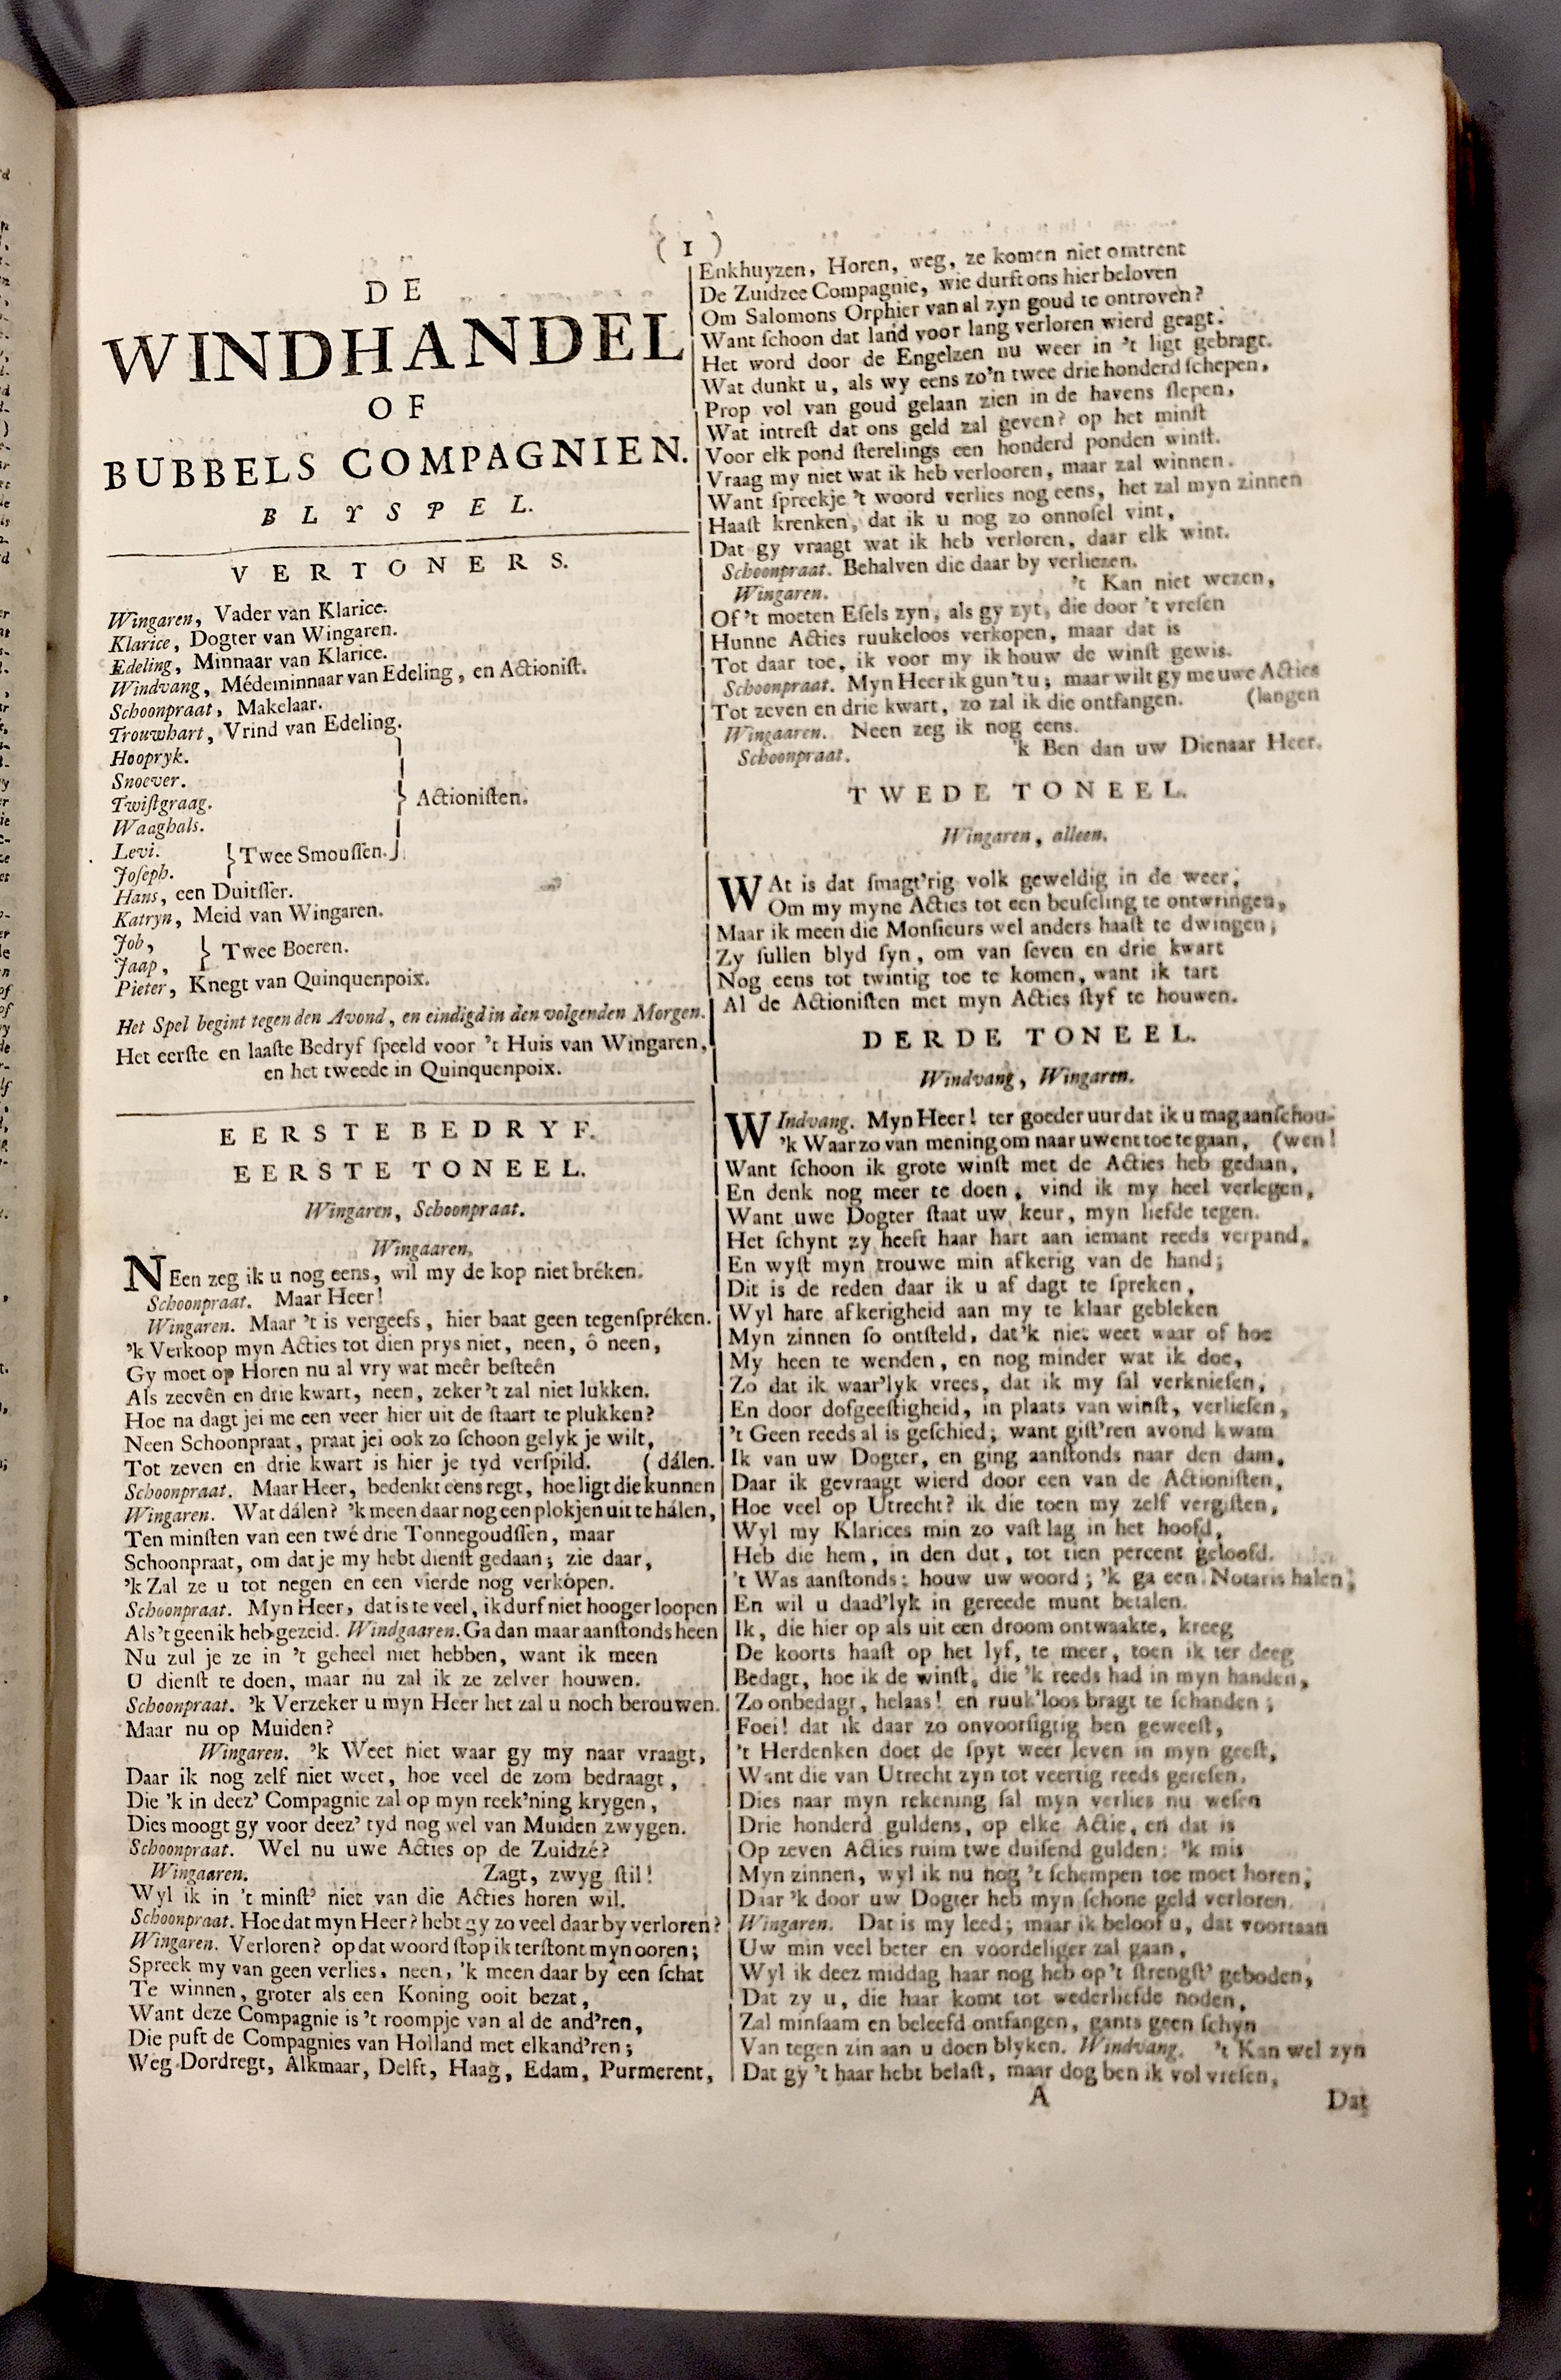 ( 1 )
DE
WINDHANDEL
OF
BUBBELS COMPAGNIEN.
BLYSPEL.
VERTONERS.
Wingaren, Vader van Klarice.
Klarice, Dogter van Wingaren.
Edeling, Minnaar van Klarice.
Windvang, Médeminnaar van Edeling, en Actionist.
Schoonpraat, Makelaar.
Trouwhart, Vrind van Edeling.
Hoopryk.
Snoever.
Twistgraag.
Waaghals.
} Actionisten.
Levi.
Joseph.
} Twee Smoussen.
Hans, een Duitsser.
Katryn, Meid van Wingaren.
Job,
Jaap,
} Twee Boeren.
Pieter, Knegt van Quinquenpoix.
Het Spel begint tegen den Avond, en eindigd in den volgenden Morgen.
Het eerste en laaste Bedryf speeld voor 't Huis van Wingaren,
en het tweede in Quinquenpoix.
EERSTE BEDRYF.
EERSTE TONEEL.
Wingaren, Schoonpraat.
Wingaaren,
NEen zeg ik u nog eens, wil my de kop niet bréken.
Schoonpraat. Maar Heer!
Wingaren. Maar 't is vergeefs, hier baat geen tegenspréken.
'k Verkoop myn Acties tot dien prys niet, neen, ô neen,
Gy moet op Horen nu al vry wat meêr besteên
Als zeevên en drie kwart, neen, zeker 't zal niet lukken.
Hoe na dagt jei me een veer hier uit de staart te plukken?
Neen Schoonpraat, praat jei ook zo schoon gelyk je wilt,
Tot zeven en drie kwart is hier je tyd verspild. ( dálen.
Schoonpraat. Maar Heer, bedenkt eens regt, hoe ligt die kunnen
Wingaren. Wat dálen? 'k meen daar nog een plokjen uit te hálen,
Ten minsten van een twé drie Tonnegoudssen, maar
Schoonpraat, om dat je my hebt dienst gedaan; zie daar,
'k Zal ze u tot negen en een vierde nog verkópen.
Schoonpraat. Myn Heer, dat is te veel, ik durf niet hooger loopen
Als 't geen ik heb gezeid. Windgaaren. Ga dan maar aanstonds heen
Nu zul je ze in 't geheel niet hebben, want ik meen
U dienst te doen, maar nu zal ik ze zelver houwen.
Schoonpraat. 'k Verzeker u myn Heer het zal u noch berouwen.
Maar nu op Muiden?
Wingaren. 'k Weet niet waar gy my naar vraagt,
Daar ik nog zelf niet weet, hoe veel de zom bedraagt,
Die 'k in deez' Compagnie zal op myn reek'ning krygen,
Dies moogt gy voor deez' tyd nog wel van Muiden zwygen.
Schoonpraat. Wel nu uwe Acties op de Zuidzé?
Wingaaren. Zagt, zwyg stil!
Wyl ik in 't minst' niet van die Acties horen wil.
Schoonpraat. Hoe dat myn Heer? hebt gy zo veel daar by verloren?
Wingaren. Verloren? op dat woord stop ik terstont myn ooren;
Spreek my van geen verlies, neen, 'k meen daar by een schat
Te winnen, groter als een Koning ooit bezat,
Want deze Compagnie is 't roompje van al de and'ren,
Die puft de Compagnies van Holland met elkand'ren;
Weg Dordregt, Alkmaar, Delft, Haag, Edam, Purmerent,
Enkhuyzen, Horen, weg, ze komen niet omtrent
De Zuidzee Compagnie, wie durft ons hier beloven
Om Salomons Orphier van al zyn goud te ontroven?
Want schoon dat land voor lang verloren wierd geagt.
Het word door de Engelzen nu weer in 't ligt gebragt.
Wat dunkt u, als wy eens zo'n twee drie honderd schepen,
Prop vol van goud gelaan zien in de havens slepen,
Wat intrest dat ons geld zal geven? op het minst
Voor elk pond sterelings een honderd ponden winst.
Vraag my niet wat ik heb verlooren, maar zal winnen.
Want spreekje 't woord verlies nog eens, het zal myn zinnen
Haast krenken, dat ik u nog zo onnosel vint,
Dat gy vraagt wat ik heb verloren, daar elk wint.
Schoonpraat. Behalven die daar by verliezen.
Wingaren. 't Kan niet wezen,
Of 't moeten Esels zyn, als gy zyt, die door 't vresen
Hunne Acties ruukeloos verkopen, maar dat is
Tot daar toe, ik voor my ik houw de winst gewis.
Schoonpraat. Myn Heer ik gun 't u; maar wilt gy me uwe Acties
Tot zeven en drie kwart, zo zal ik die ontfangen. (langen
Wingaaren. Neen zeg ik nog eens.
Schoonpraat. 'k Ben dan uw Dienaar Heer.
TWEDE TONEEL.
Wingaren, alleen.
WAt is dat smagt'rig volk geweldig in de weer,
Om my myne Acties tot een beuseling te ontwringen,
Maar ik meen die Monsieurs wel anders haast te dwingen;
Zy sullen blyd syn, om van seven en drie kwart
Nog eens tot twintig toe te komen, want ik tart
Al de Actionisten met myn Acties styf te houwen.
DERDE TONEEL.
Windvang, Wingaren.
WIndvang. Myn Heer! ter goeder uur dat ik u mag aanschou-
'k Waar zo van mening om naar uwent toe te gaan, (wen!
Want schoon ik grote winst met de Acties heb gedaan,
En denk nog meer te doen, vind ik my heel verlegen,
Want uwe Dogter staat uw keur, myn liefde tegen.
Het schynt zy heeft haar hart aan iemant reeds verpand,
En wyst myn trouwe min afkerig van de hand;
Dit is de reden daar ik u af dagt te spreken,
Wyl hare afkerigheid aan my te klaar gebleken
Myn zinnen so ontsteld, dat 'k niet weet waar of hoe
My heen te wenden, en nog minder wat ik doe,
Zo dat ik waar'lyk vrees, dat ik my sal verkniesen,
En door dofgeestigheid, in plaats van winst, verliesen,
't Geen reeds al is geschied; want gist'ren avond kwam
Ik van uw Dogter, en ging aanstonds naar den dam,
Daar ik gevraagt wierd door een van de Actionisten,
Hoe veel op Utrecht? ik die toen my zelf vergisten,
Wyl my Klarices min zo vast lag in het hoofd,
Heb die hem, in den dut, tot tien percent geloofd.
't Was aanstonds: houw uw woord; 'k ga een Notaris halen,
En wil u daad'lyk in gereede munt betalen.
Ik, die hier op als uit een droom ontwaakte, kreeg
De koorts haast op het lyf, te meer, toen ik ter deeg
Bedagt, hoe ik de winst, die 'k reeds had in myn handen,
Zo onbedagt, helaas! en ruuk'loos bragt te schanden;
Foei! dat ik daar zo onvoorsigtig ben geweest,
't Herdenken doet de spyt weer leven in myn geest,
Want die van Utrecht zyn tot veertig reeds geresen,
Dies naar myn rekening sal myn verlies nu wesen
Drie honderd guldens, op elke Actie, en dat is
Op zeven Acties ruim twe duisend gulden: 'k mis
Myn zinnen, wyl ik nu nog 't schempen toe moet horen,
Daar 'k door uw Dogter heb myn schone geld verloren.
Wingaren. Dat is my leed; maar ik beloof u, dat voortaan
Uw min veel beter en voordeliger zal gaan,
Wyl ik deez middag haar nog heb op 't strengst' geboden,
Dat zy u, die haar komt tot wederliefde noden,
Zal minsaam en beleefd ontfangen, gants geen schyn
Van tegen zin aan u doen blyken. Windvang. 't Kan wel zyn
Dat gy 't haar hebt belast, maar dog ben ik vol vresen,
A
Dat